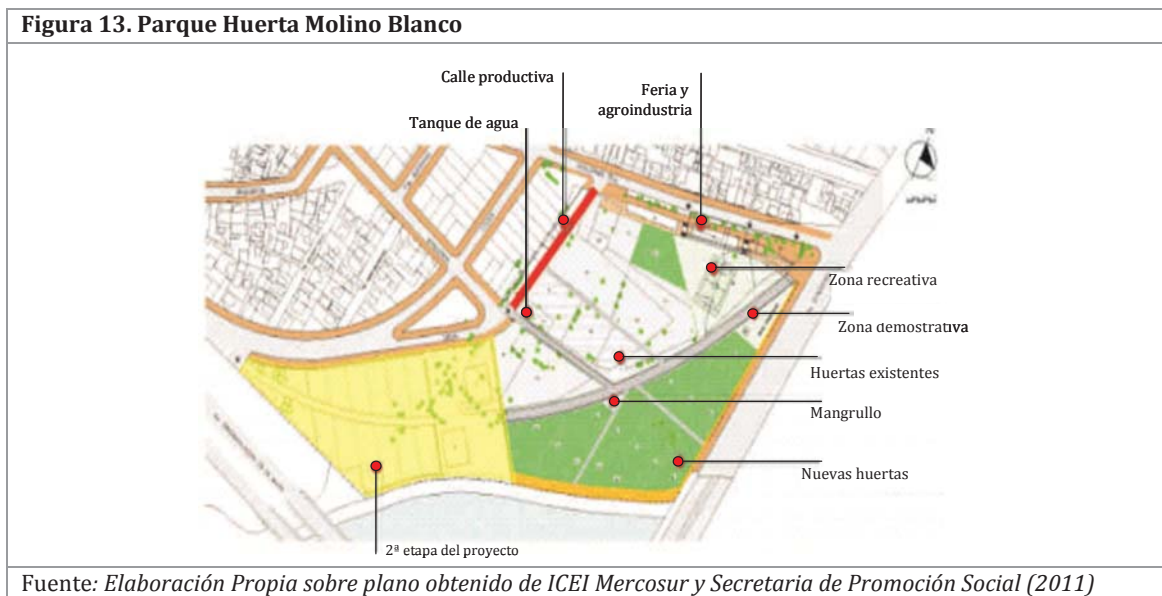 Figura 13. Parque Huerta Molino Blanco
Calle productiva
Feria y
agroindustria
Tanque de agua
Zona recreativa
Zona demostrativa
Huertas existentes
Mangrullo
Nuevas huertas
2ª etapa del proyecto
Fuente: Elaboración Propia sobre plano obtenido de ICEI Mercosur y Secretaria de Promoción Social (2011)